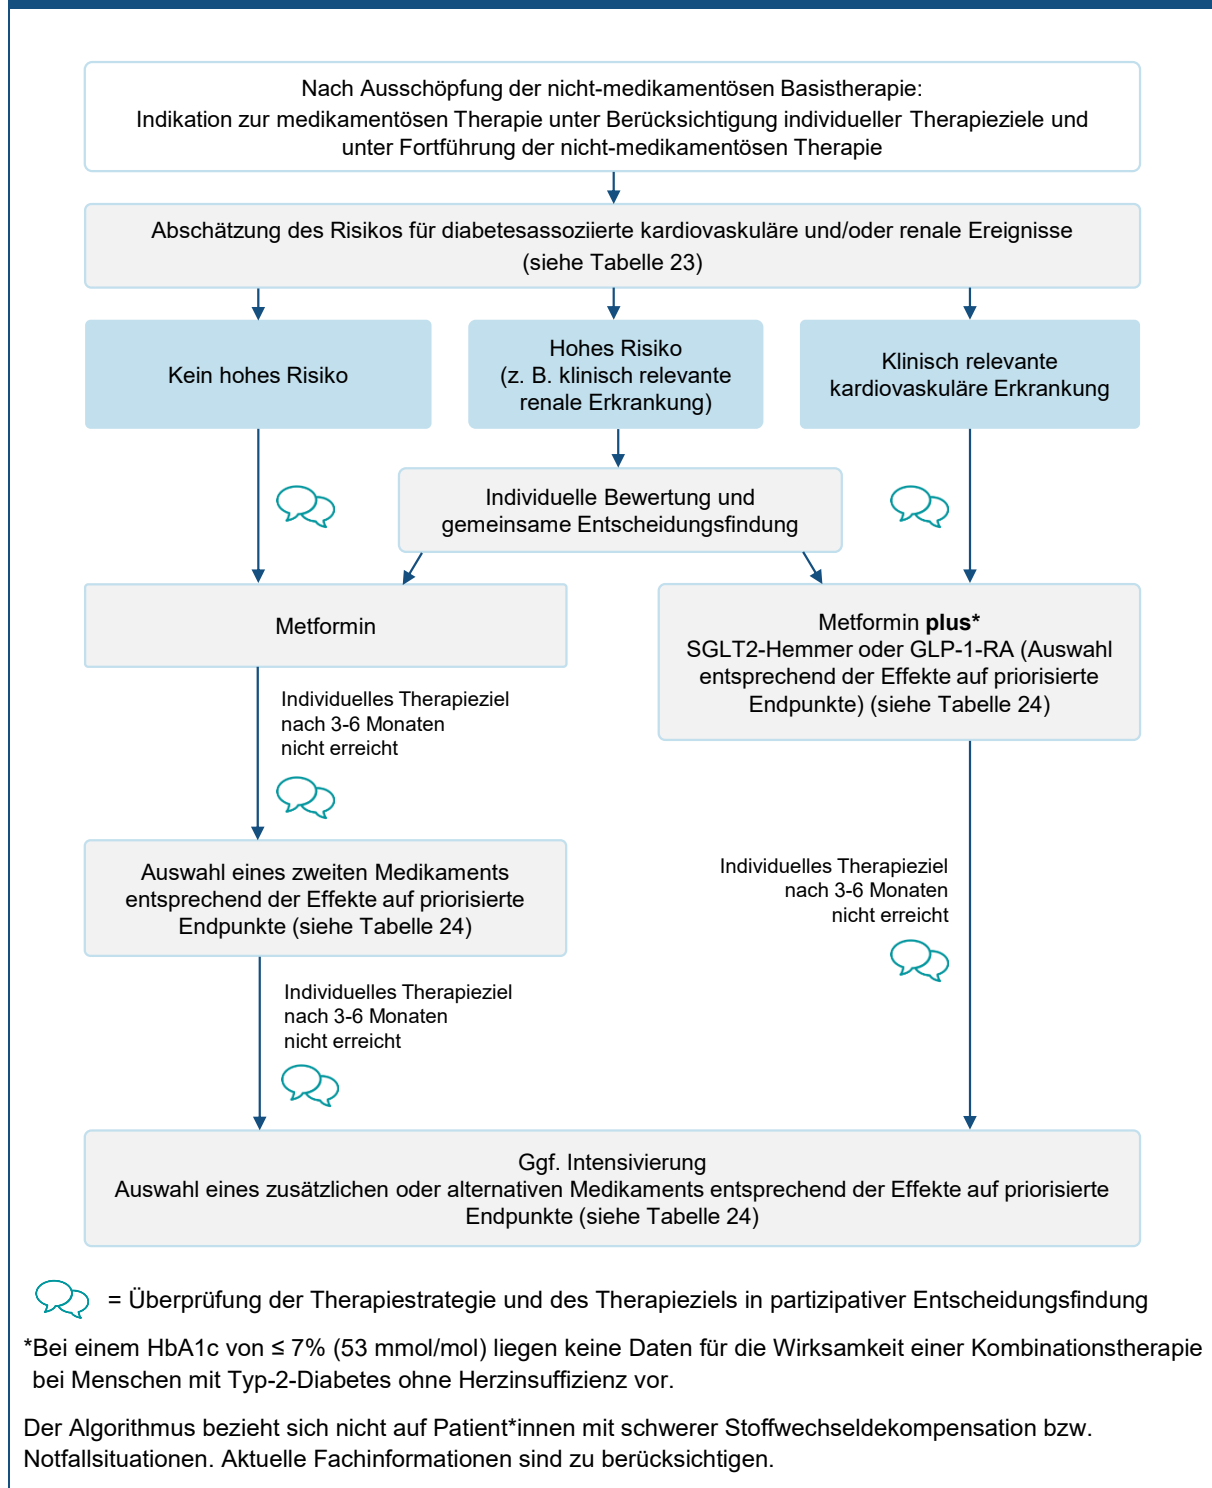 Nach Ausschöpfung der nicht-medikamentösen Basistherapie:
Indikation zur medikamentösen Therapie unter Berücksichtigung individueller Therapieziele und
unter Fortführung der nicht-medikamentösen Therapie
Abschätzung des Risikos für diabetesassoziierte kardiovaskuläre und/oder renale Ereignisse
(siehe Tabelle 23)
Kein hohes Risiko
Hohes Risiko
(z. B. klinisch relevante
renale Erkrankung)
Klinisch relevante
kardiovaskuläre Erkrankung
Individuelle Bewertung und
gemeinsame Entscheidungsfindung
Metformin
Metformin plus*
SGLT2-Hemmer oder GLP-1-RA (Auswahl
entsprechend der Effekte auf priorisierte
Endpunkte) (siehe Tabelle 24)
Individuelles Therapieziel
nach 3-6 Monaten
nicht erreicht
Auswahl eines zweiten Medikaments
entsprechend der Effekte auf priorisierte
Endpunkte (siehe Tabelle 24)
Individuelles Therapieziel
nach 3-6 Monaten
nicht erreicht
Individuelles Therapieziel
nach 3-6 Monaten
nicht erreicht
Ggf. Intensivierung
Auswahl eines zusätzlichen oder alternativen Medikaments entsprechend der Effekte auf priorisierte
Endpunkte (siehe Tabelle 24)
= Überprüfung der Therapiestrategie und des Therapieziels in partizipativer Entscheidungsfindung
*Bei einem HbA1c von ≤ 7% (53 mmol/mol) liegen keine Daten für die Wirksamkeit einer Kombinationstherapie
bei Menschen mit Typ-2-Diabetes ohne Herzinsuffizienz vor.
Der Algorithmus bezieht sich nicht auf Patient*innen mit schwerer Stoffwechseldekompensation bzw.
Notfallsituationen. Aktuelle Fachinformationen sind zu berücksichtigen.